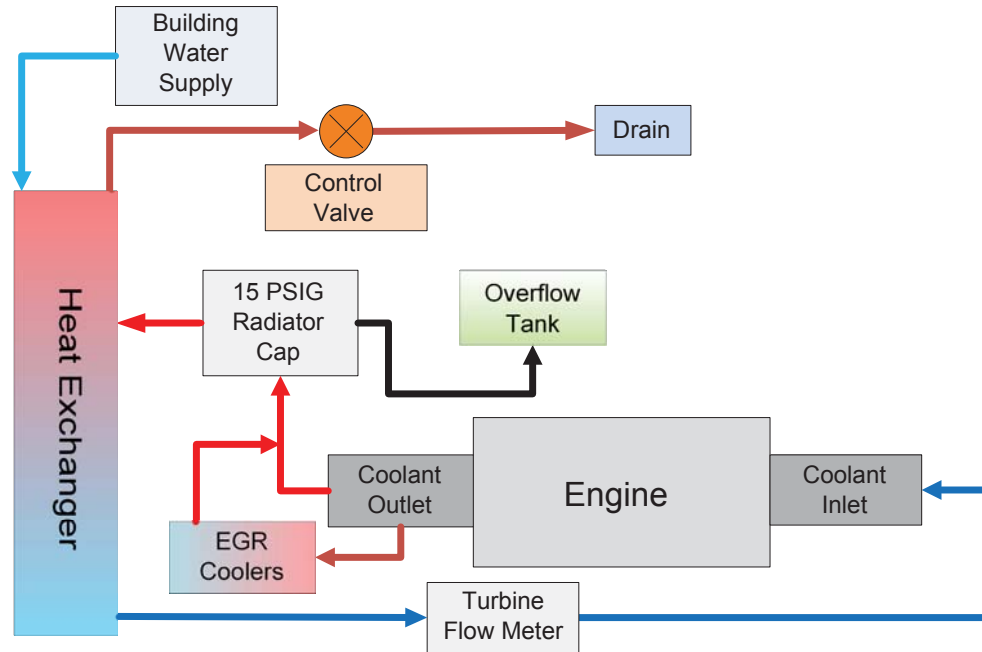 Building
Water
Supply
Drain
Control
Valve
Heat Exchanger
15 PSIG
Radiator
Cap
Overflow
Tank
Coolant
Outlet
Engine
Coolant
Inlet
EGR
Coolers
Turbine
Flow Meter